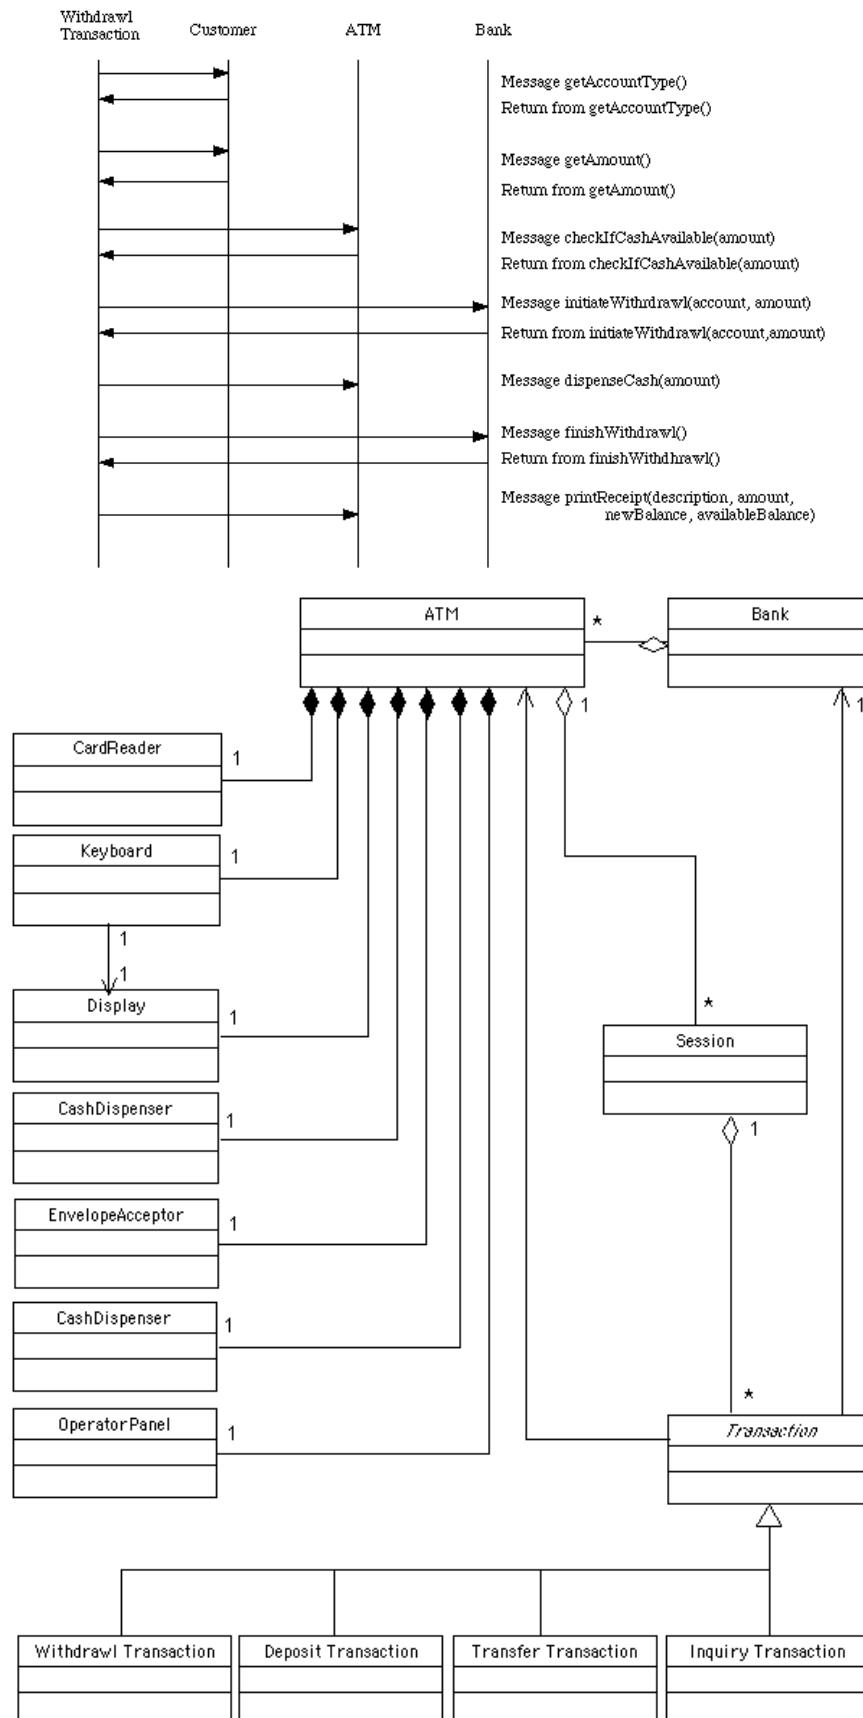 Withdrawl
Transaction
Customer
ATM
Bank
Message getAccountType()
Return from getAccountType()
Message getAmount()
Return from getAmount()
Message checkIfCashAvailable(amount)
Return from checkIfCashAvailable(amount)
Message initiateWithrdrawl(account, amount)
Return from initiateWithdrawl(account,amount)
Message dispenseCash(amount)
Message finishWithdrawl()
Return from finishWithdhrawl()
Message printReceipt(description, amount,
newBalance, availableBalance)
ATM
*
Bank
1
1
CardReader
1
Keyboard
1
1
1
Display
1
*
Session
CashDispenser
1
1
EnvelopeAcceptor
1
CashDispenser
1
*
OperatorPanel
1
Transaction
Withdrawl Transaction
Deposit Transaction
Transfer Transaction
Inquiry Transaction